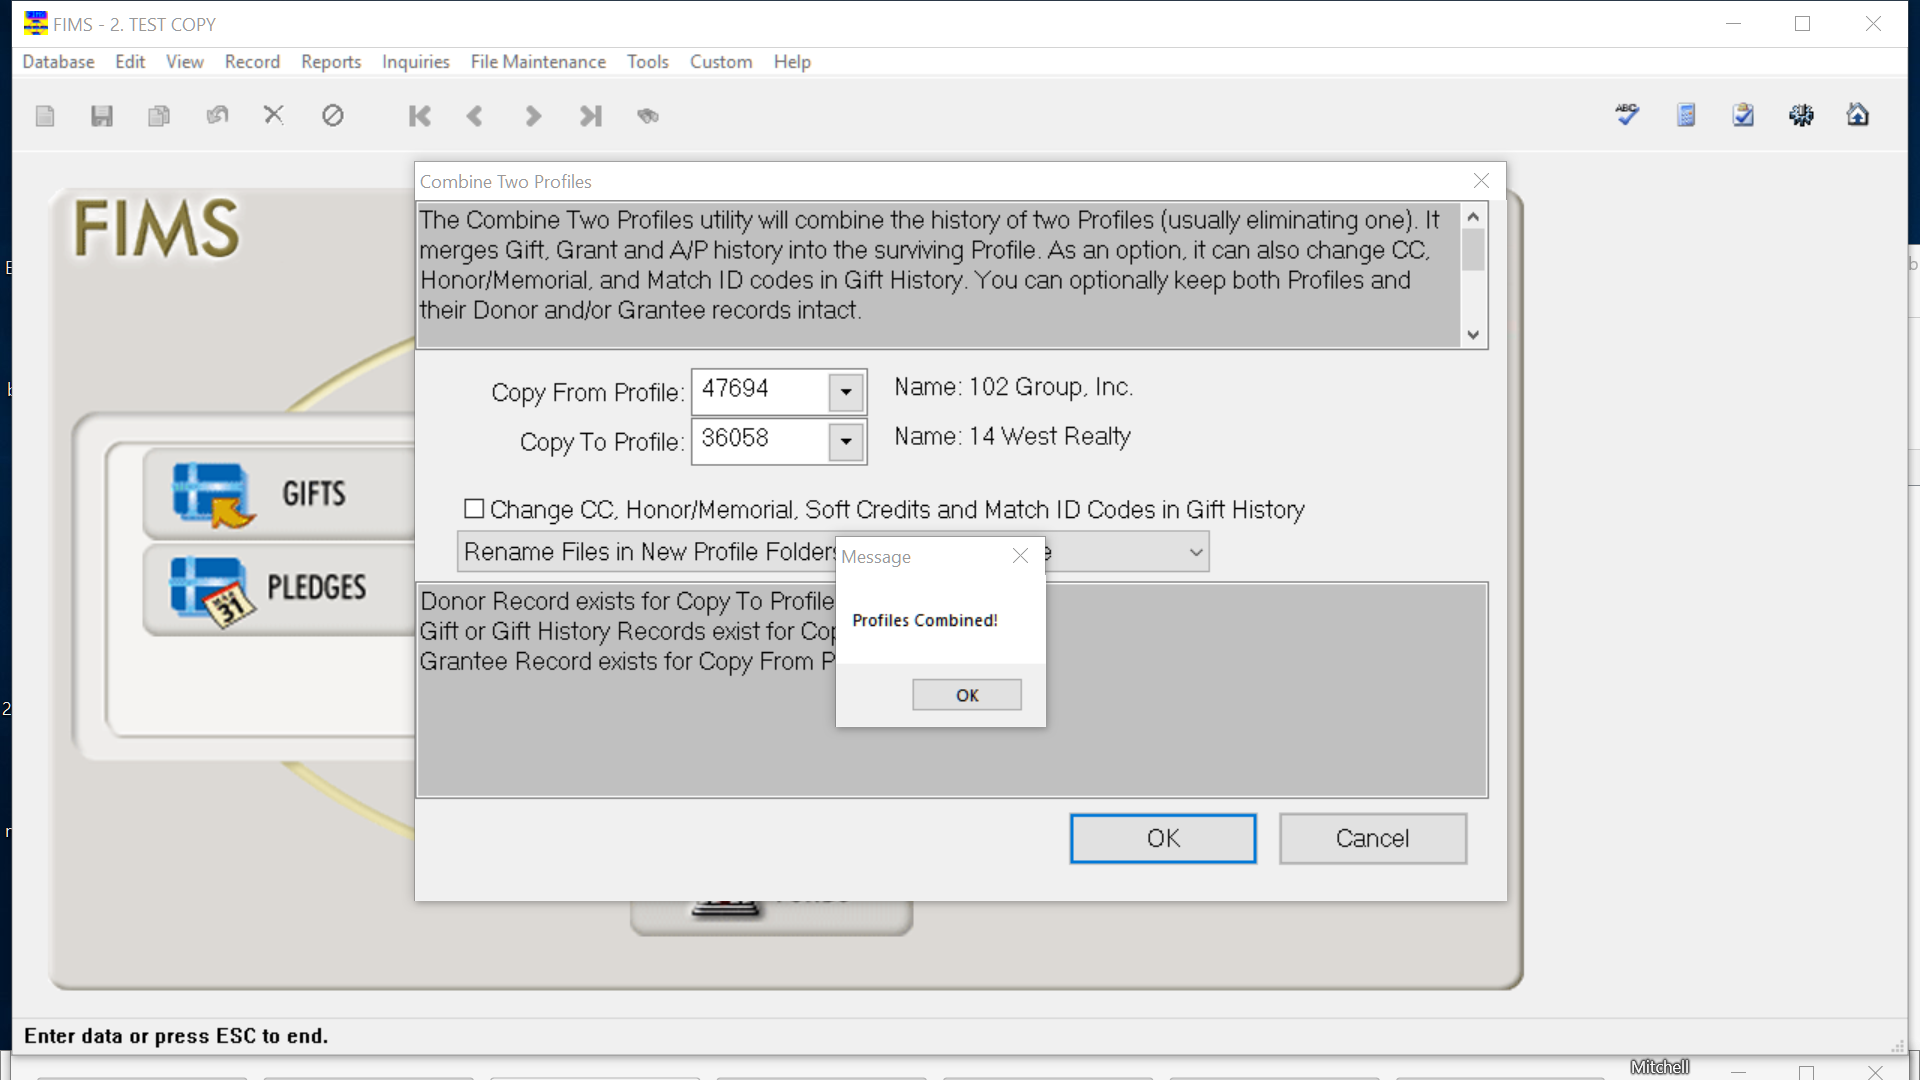 FIMS - 2. TEST COPY
Database Edit View Record Reports Inquiries File Maintenance Tools Custom Help
ABC
FIMS
GIFTS
PLEDGES
MAR
31
Combine Two Profiles
The Combine Two Profiles utility will combine the history of two Profiles (usually eliminating one). It
merges Gift, Grant and A/P history into the surviving Profile. As an option, it can also change CC,
Honor/Memorial, and Match ID codes in Gift History. You can optionally keep both Profiles and
their Donor and/or Grantee records intact.
Copy From Profile: 47694 Name: 102 Group, Inc.
Copy To Profile: 36058 Name: 14 West Realty
Change CC, Honor/Memorial, Soft Credits and Match ID Codes in Gift History
Rename Files in New Profile Folders
Donor Record exists for Copy To Profile
Gift or Gift History Records exist for
Grantee Record exists for Copy From
Message
Profiles Combined!
OK
OK Cancel
Enter data or press ESC to end.
Mitchell